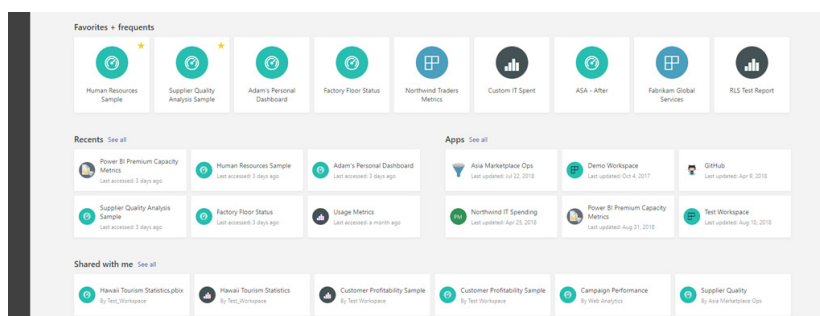 Favorites + frequents
Human Resources
Sample
Supplier Quality
Analysis Sample
Adam's Personal
Dashboard
Factory Floor Status
Northwind Traders
Metrics
Custom IT Spent
ASA - After
Fabrikam Global
Services
RLS Test Report
Recents See all
Power BI Premium Capacity
Metrics
Last accessed: 3 days ago
Human Resources Sample
Last accessed: 3 days ago
Adam's Personal Dashboard
Last accessed: 3 days ago
Supplier Quality Analysis
Sample
Last accessed: 3 days ago
Factory Floor Status
Last accessed: 3 days ago
Usage Metrics
Last accessed: a month ago
Apps See all
Asia Marketplace Ops
Last updated: Jul 22, 2018
Demo Workspace
Last updated: Oct 4, 2017
GitHub
Last updated: Apr 9, 2018
PM
Northwind IT Spending
Last updated: Apr 25, 2018
Power BI Premium Capacity
Metrics
Last updated: Aug 31, 2018
Test Workspace
Last updated: Aug 10, 2018
Shared with me See all
Hawaii Tourism Statistics.pbix
By Test_Workspace
Hawaii Tourism Statistics
By Test_Workspace
Customer Profitability Sample
By Test Workspace
Customer Profitability Sample
By Test Workspace
Campaign Performance
By Web Analytics
Supplier Quality
By Asia Marketplace Ops